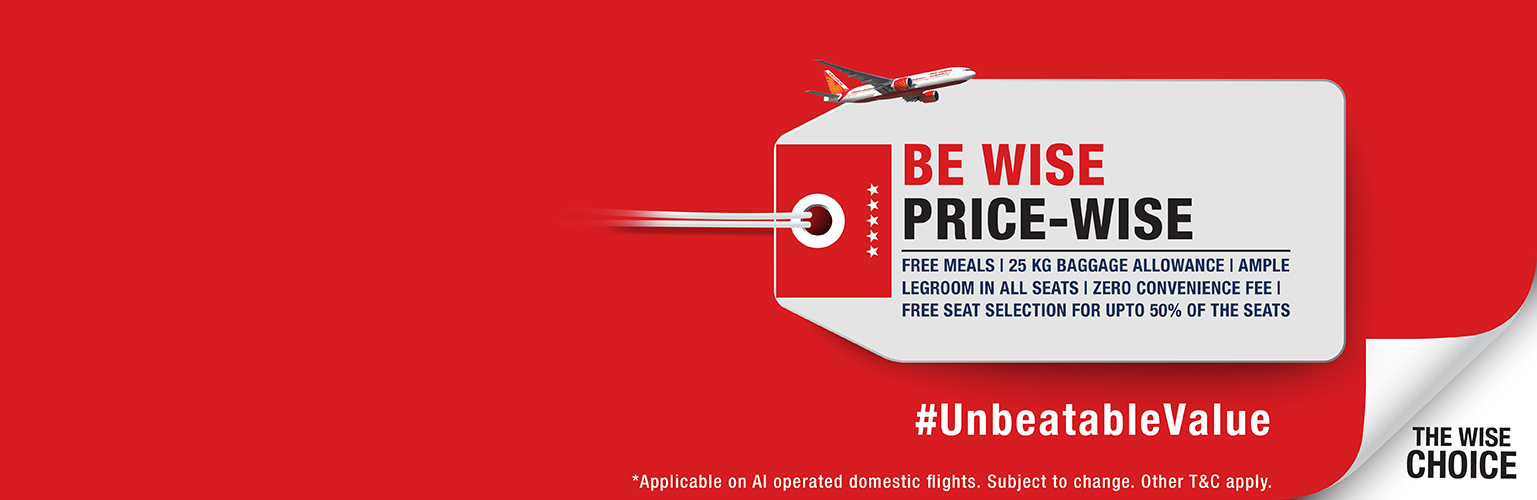 BE WISE
PRICE-WISE
FREE MEALS | 25 KG BAGGAGE ALLOWANCE | AMPLE
LEGROOM IN ALL SEATS | ZERO CONVENIENCE FEE |
FREE SEAT SELECTION FOR UPTO 50% OF THE SEATS
#UnbeatableValue
*Applicable on AI operated domestic flights. Subject to change. Other T&C apply.
THE WISE
CHOICE